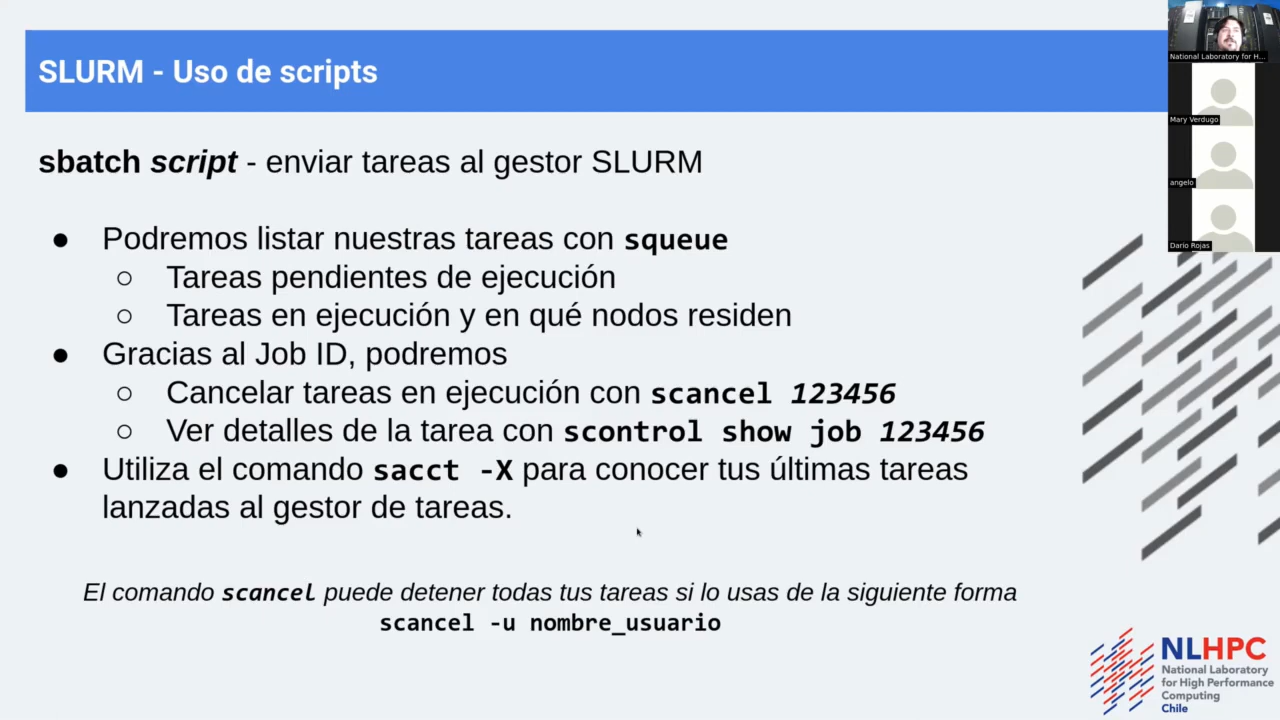 SLURM - Uso de scripts
sbatch script - enviar tareas al gestor SLURM
● Podremos listar nuestras tareas con squeue
○ Tareas pendientes de ejecución
○ Tareas en ejecución y en qué nodos residen
● Gracias al Job ID, podremos
○ Cancelar tareas en ejecución con scancel 123456
○ Ver detalles de la tarea con scontrol show job 123456
● Utiliza el comando sacct -X para conocer tus últimas tareas
lanzadas al gestor de tareas.
El comando scancel puede detener todas tus tareas si lo usas de la siguiente forma
scancel -u nombre_usuario
National Laboratory for H...
Mary Verdugo
angelo
Darío Rojas
NLHPC
National Laboratory
for High Performance
Computing
Chile